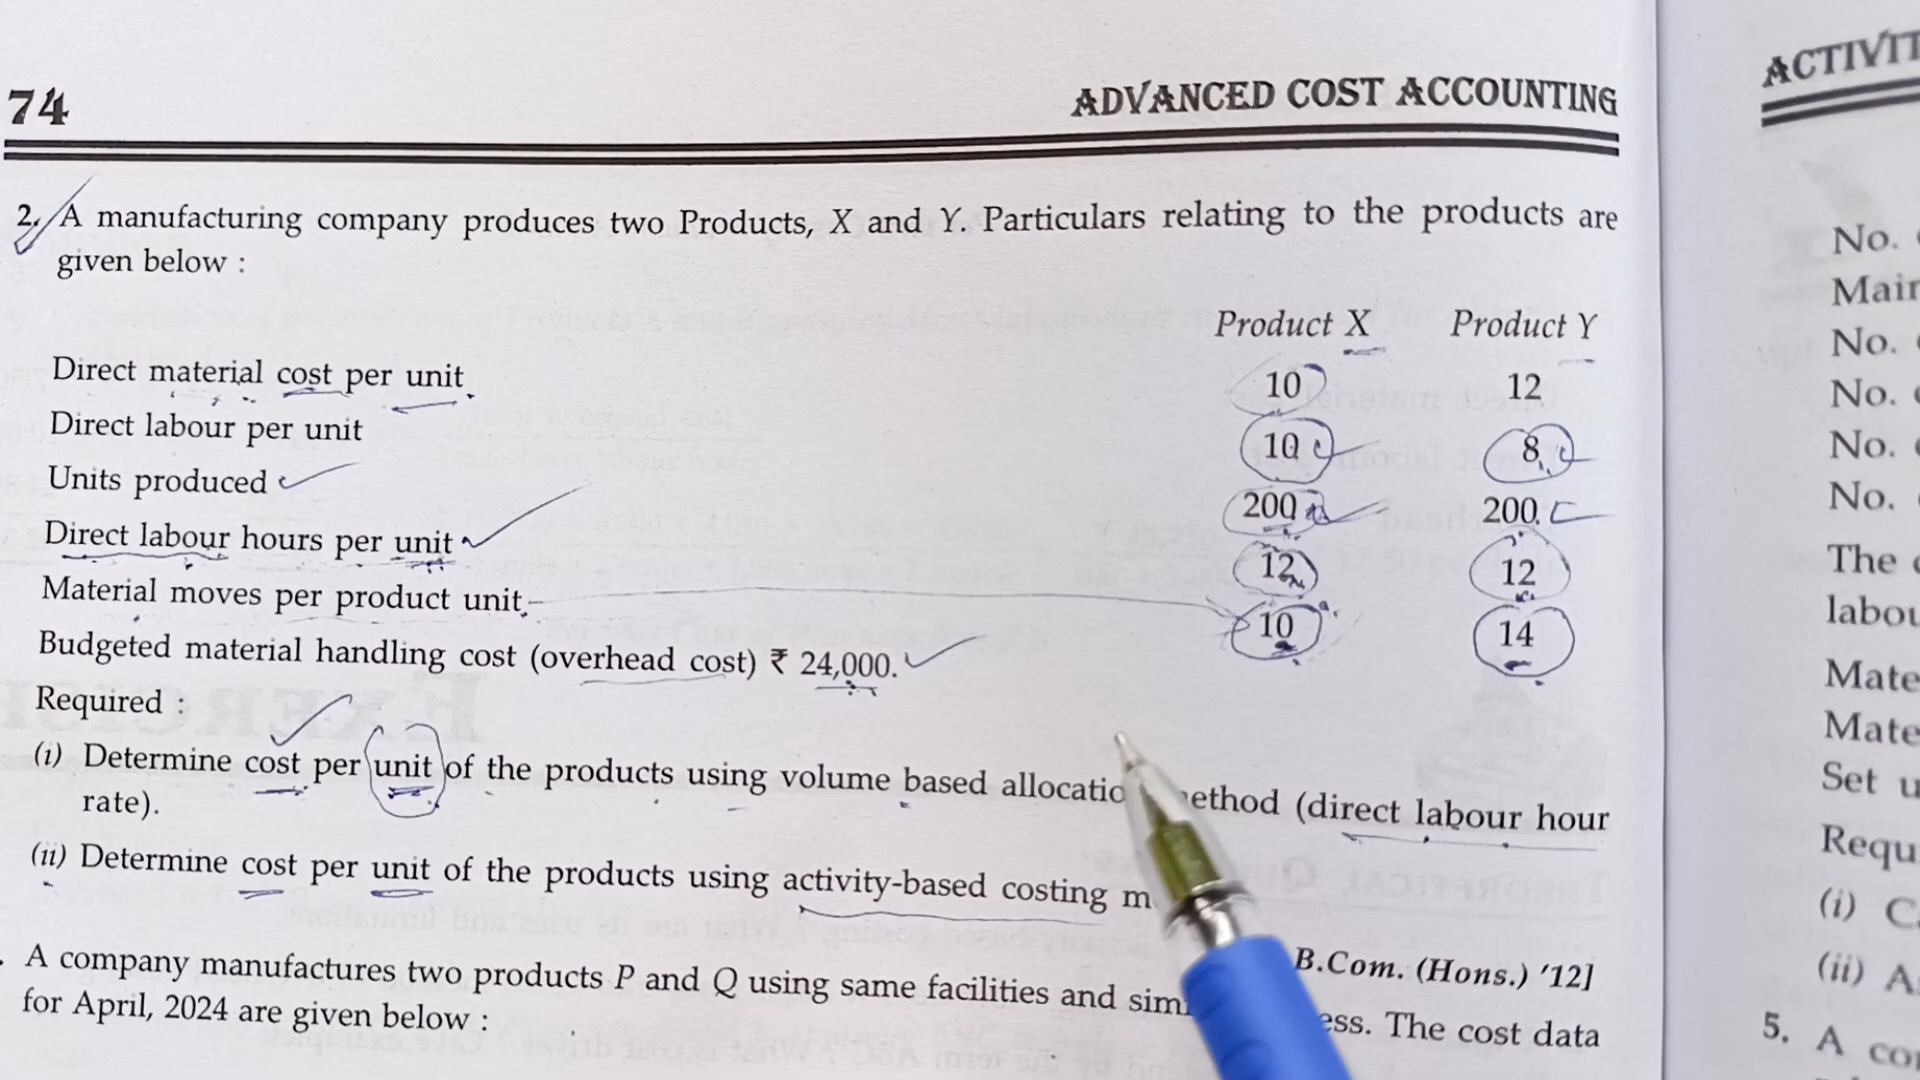 74
ADVANCED COST ACCOUNTING
2. A manufacturing company produces two Products, X and Y. Particulars relating to the products are
given below :
Product X Product Y
Direct material cost per unit 10 12
Direct labour per unit 10 8
Units produced 200 200
Direct labour hours per unit 12 12
Material moves per product unit 10 14
Budgeted material handling cost (overhead cost) ₹ 24,000.
Required :
(i) Determine cost per unit of the products using volume based allocatio ethod (direct labour hour
rate).
(ii) Determine cost per unit of the products using activity-based costing m
B.Com. (Hons.) '12]
A company manufactures two products P and Q using same facilities and simi ess. The cost data
for April, 2024 are given below :
ACTIVIT
No.
Main
No.
No.
No.
No.
The
labou
Mate
Mate
Set u
Requ
(i) C
(ii) A
5. A co